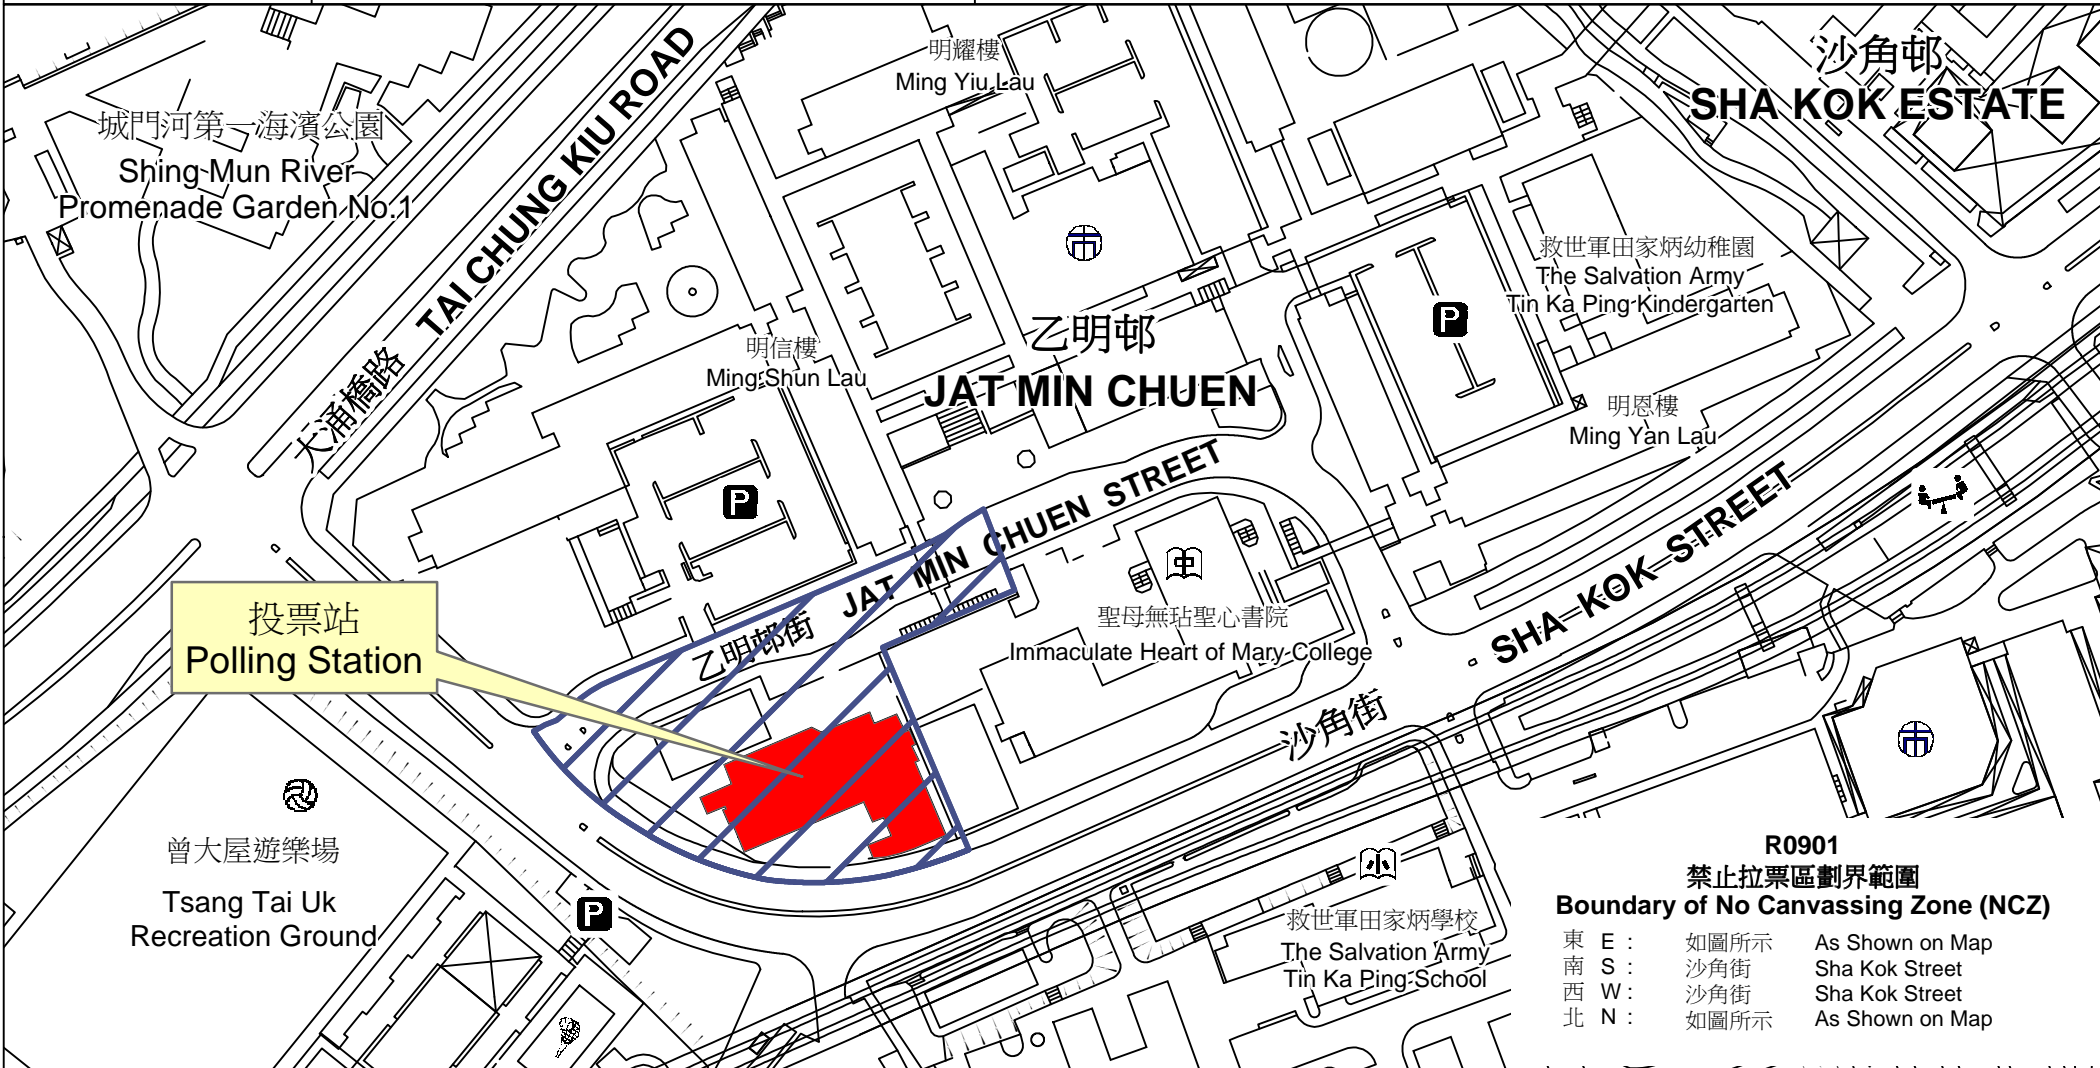 明耀樓
Ming Yiu Lau
沙角邨
SHA KOK ESTATE
城門河第一海濱公園
Shing Mun River
Promenade Garden No.1
大涌橋路 TAI CHUNG KIU ROAD
救世軍田家炳幼稚園
The Salvation Army
Tin Ka Ping Kindergarten
市
P
明信樓
Ming Shun Lau
乙明邨
JAT MIN CHUEN
明恩樓
Ming Yan Lau
P
乙明邨街 JAT MIN CHUEN STREET
中
聖母無玷聖心書院
Immaculate Heart of Mary College
沙角街 SHA KOK STREET
投票站
Polling Station
市
曾大屋遊樂場
Tsang Tai Uk
Recreation Ground
P
小
救世軍田家炳學校
The Salvation Army
Tin Ka Ping School
R0901
禁止拉票區劃界範圍
Boundary of No Canvassing Zone (NCZ)
東 E : 如圖所示 As Shown on Map
南 S : 沙角街 Sha Kok Street
西 W : 沙角街 Sha Kok Street
北 N : 如圖所示 As Shown on Map